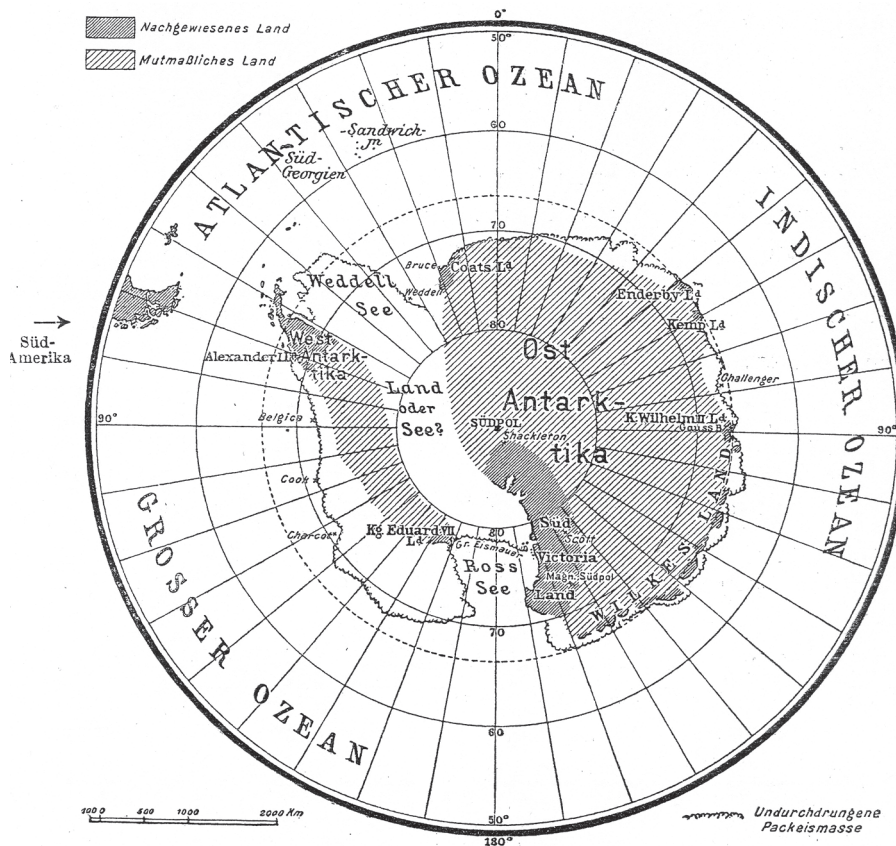 Nachgewiesenes Land
Mutmaßliches Land
0°
50°
ATLANTISCHER OZEAN
60
Sandwich-
Jn
Süd-
Georgien
INDISCHER OZEAN
70
Bruce
Coats Ld
Weddell
See
Weddell
Enderby Ld
Kemp Ld
80
Süd-
Amerika
West
Antark-
tika
Alexander I Ld
Ost
Antark-
tika
Challenger
Land
oder
See?
90°
Belgica
SÜDPOL
Shackleton
K. Wilhelm II Ld
Gauss B.
90°
Cook
WILKES LAND
GROSSER OZEAN
Charcot
Kg. Eduard VII
Ld
80
Gr. Eismauer
Ross
See
Süd
Scott
Victoria
Magn. Südpol
Land
70
60
100 0 500 1000 2000 Km
50°
180°
Undurchdrungene
Packeismasse